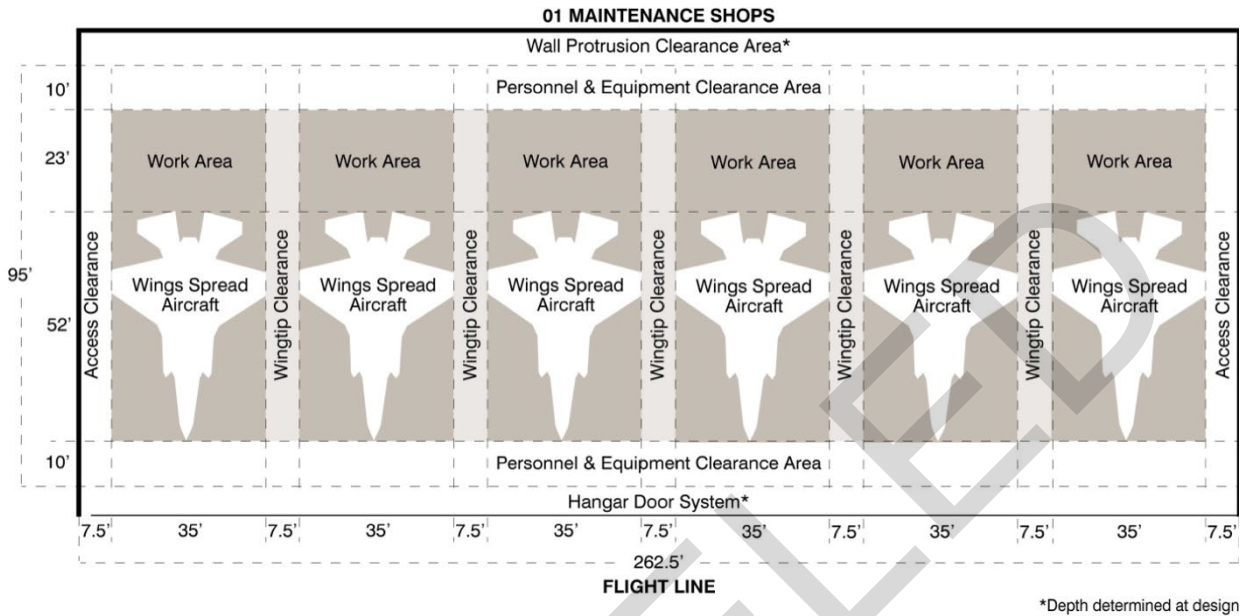 01 MAINTENANCE SHOPS
Wall Protrusion Clearance Area*
10’
Personnel & Equipment Clearance Area
23’
Work Area
Work Area
Work Area
Work Area
Work Area
Work Area
95’
52’
Access Clearance
Wings Spread
Aircraft
Wingtip Clearance
Wings Spread
Aircraft
Wingtip Clearance
Wings Spread
Aircraft
Wingtip Clearance
Wings Spread
Aircraft
Wingtip Clearance
Wings Spread
Aircraft
Wingtip Clearance
Wings Spread
Aircraft
Access Clearance
10’
Personnel & Equipment Clearance Area
Hangar Door System*
7.5’ 35’ 7.5’ 35’ 7.5’ 35’ 7.5’ 35’ 7.5’ 35’ 7.5’ 35’ 7.5’
262.5’
FLIGHT LINE
*Depth determined at design